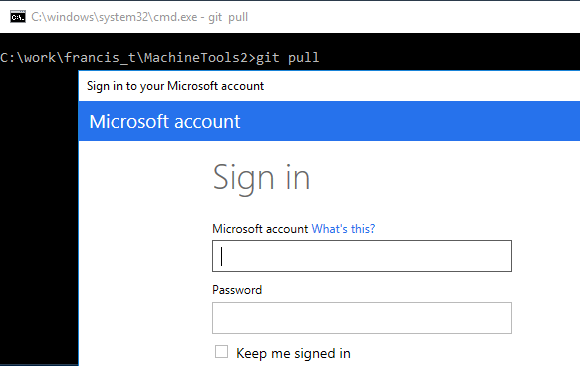 C:\windows\system32\cmd.exe - git pull
C:\work\francis_t\MachineTools2>git pull
Sign in to your Microsoft account
Microsoft account
Sign in
Microsoft account What's this?
Password
Keep me signed in